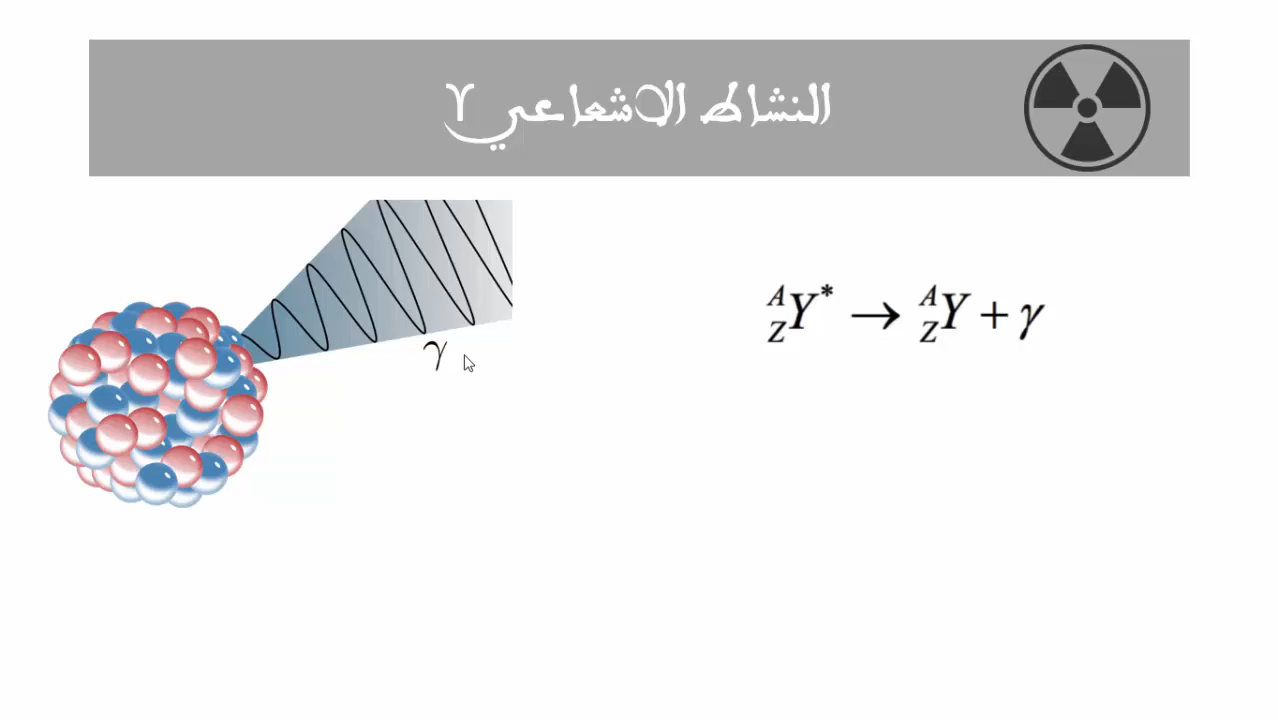 النشاط الاشعاعي γ
γ
^A_Z Y^* → ^A_Z Y + γ